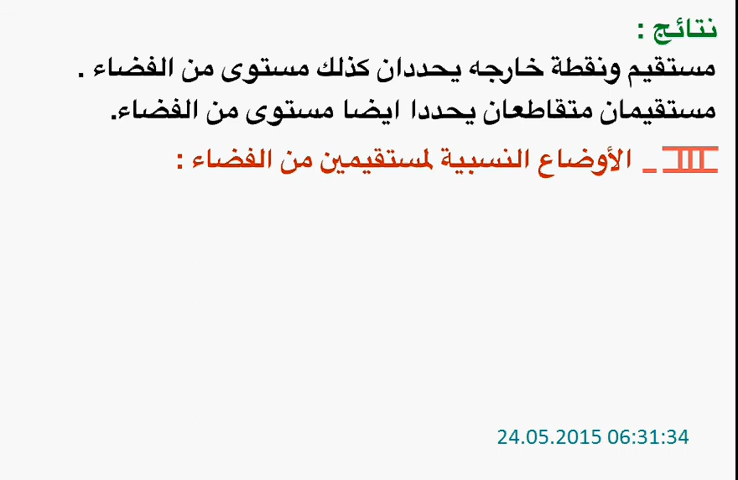 نتائج :
مستقيم ونقطة خارجه يحددان كذلك مستوى من الفضاء .
مستقيمان متقاطعان يحددا ايضا مستوى من الفضاء.
III _ الأوضاع النسبية لمستقيمين من الفضاء :
24.05.2015 06:31:34